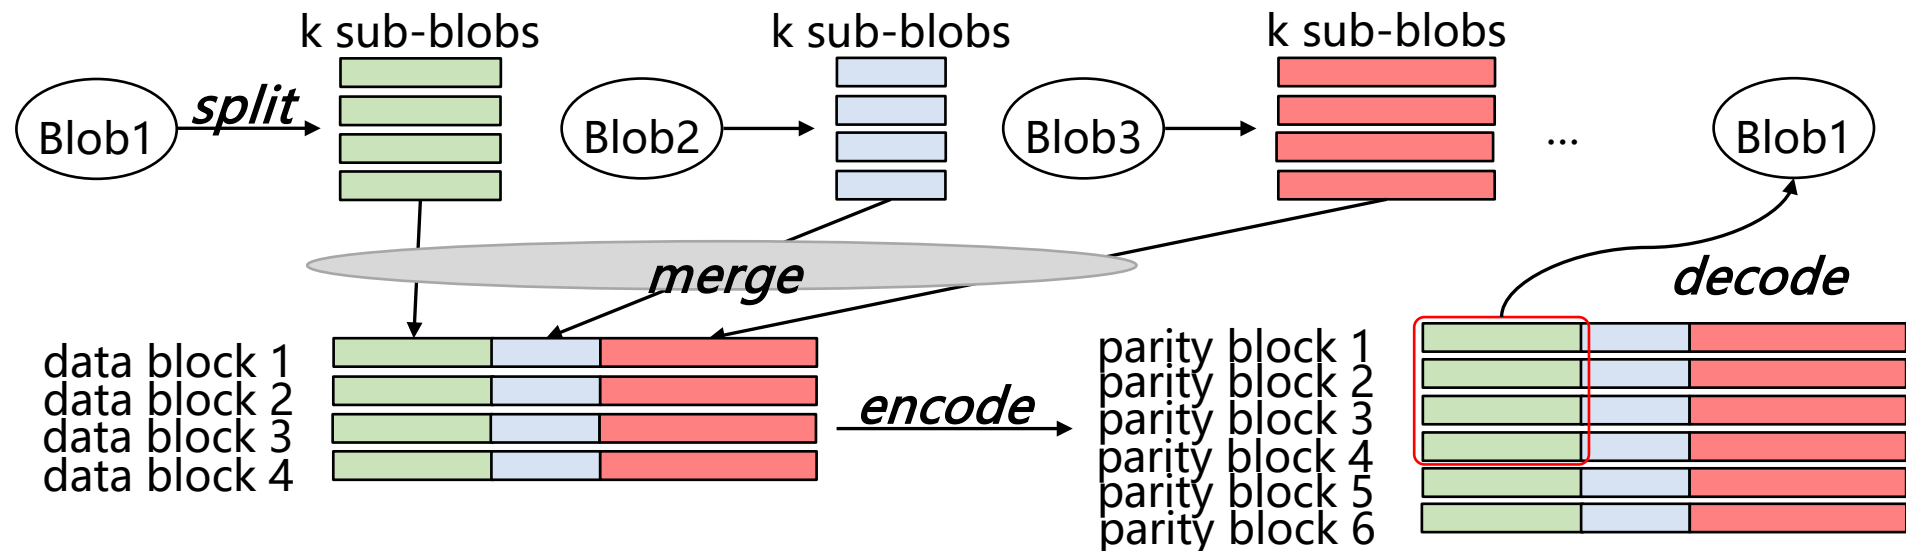 k sub-blobs
k sub-blobs
k sub-blobs
Blob1
split
Blob2
Blob3
...
Blob1
merge
decode
data block 1
data block 2
data block 3
data block 4
encode
parity block 1
parity block 2
parity block 3
parity block 4
parity block 5
parity block 6